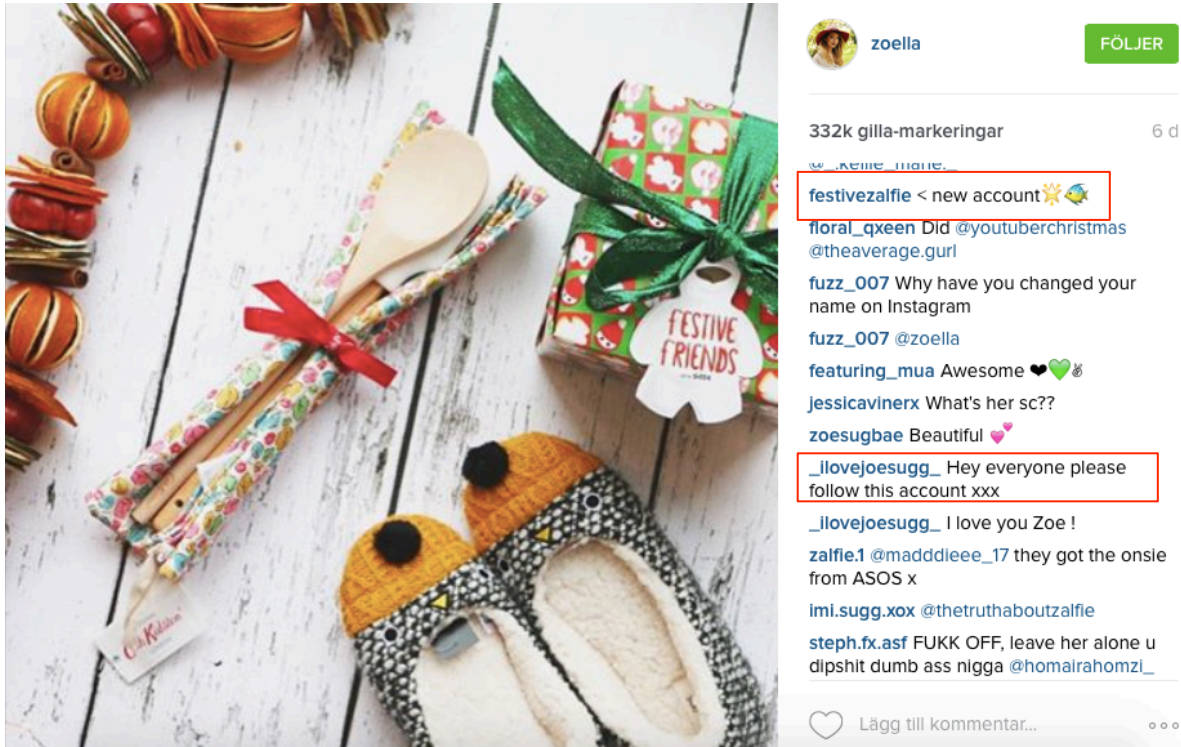 zoella
FÖLJER
332k gilla-markeringar
6 d
@_.kellie_marie._
festivezalfie < new account🌟🐠
floral_qxeen Did @youtuberchristmas
@theaverage.gurl
fuzz_007 Why have you changed your
name on Instagram
fuzz_007 @zoella
featuring_mua Awesome ❤💚✌
jessicavinerx What's her sc??
zoesugbae Beautiful 💕
_ilovejoesugg_ Hey everyone please
follow this account xxx
_ilovejoesugg_ I love you Zoe !
zalfie.1 @madddieee_17 they got the onsie
from ASOS x
imi.sugg.xox @thetruthaboutzalfie
steph.fx.asf FUKK OFF, leave her alone u
dipshit dumb ass nigga @homairahomzi_
Lägg till kommentar...
FESTIVE
FRIENDS
Cath Kidston